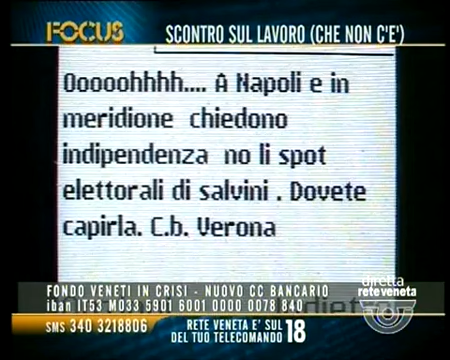 FOCUS
SCONTRO SUL LAVORO (CHE NON C'E')
Ooooohhhh.... A Napoli e in
meridione chiedono
indipendenza no li spot
elettorali di salvini . Dovete
capirla. C.b. Verona
diretta
reteveneta
FONDO VENETI IN CRISI - NUOVO CC BANCARIO
iban IT53 M033 5901 6001 0000 0078 840
SMS 340 3218806
RETE VENETA E' SUL
DEL TUO TELECOMANDO 18